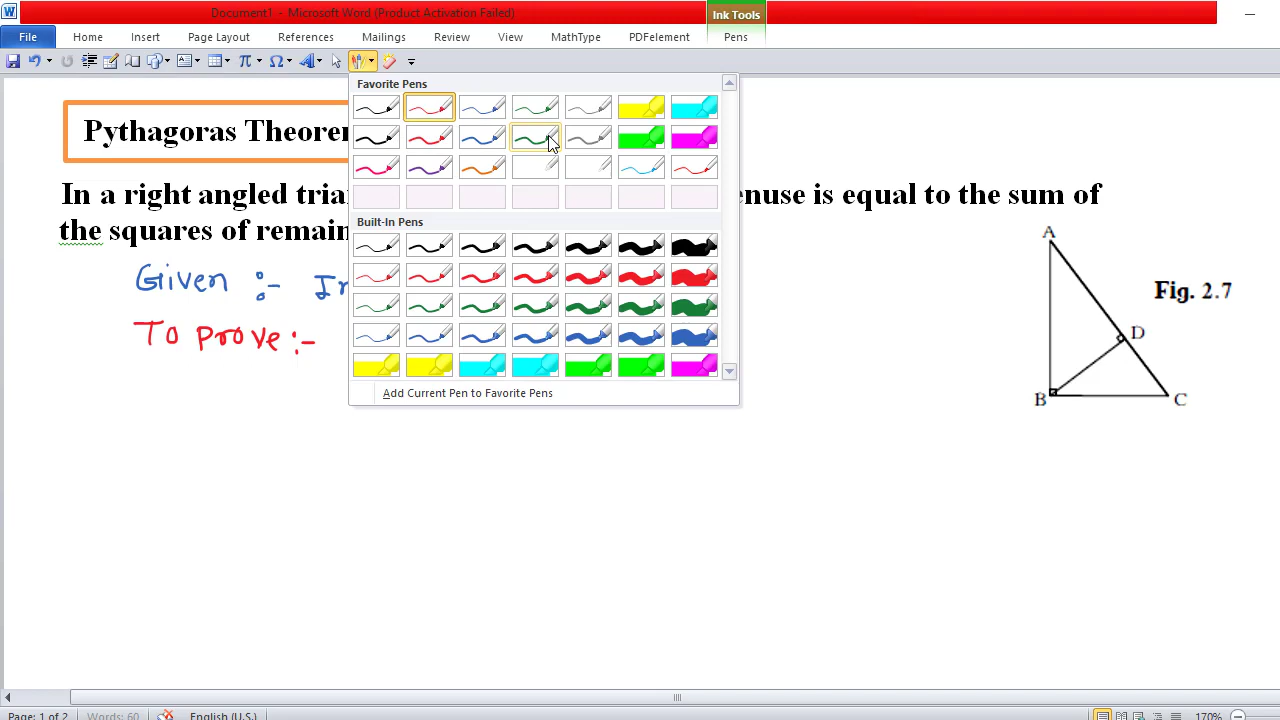 Document1 - Microsoft Word (Product Activation Failed)
Ink Tools
File Home Insert Page Layout References Mailings Review View MathType PDFelement Pens
Favorite Pens
Pythagoras Theorem
In a right angled tria enuse is equal to the sum of
the squares of remain
Built-In Pens
Given :- In
To prove :-
Add Current Pen to Favorite Pens
A
Fig. 2.7
D
B C
Page: 1 of 2 Words: 60 English (U.S.) 170%